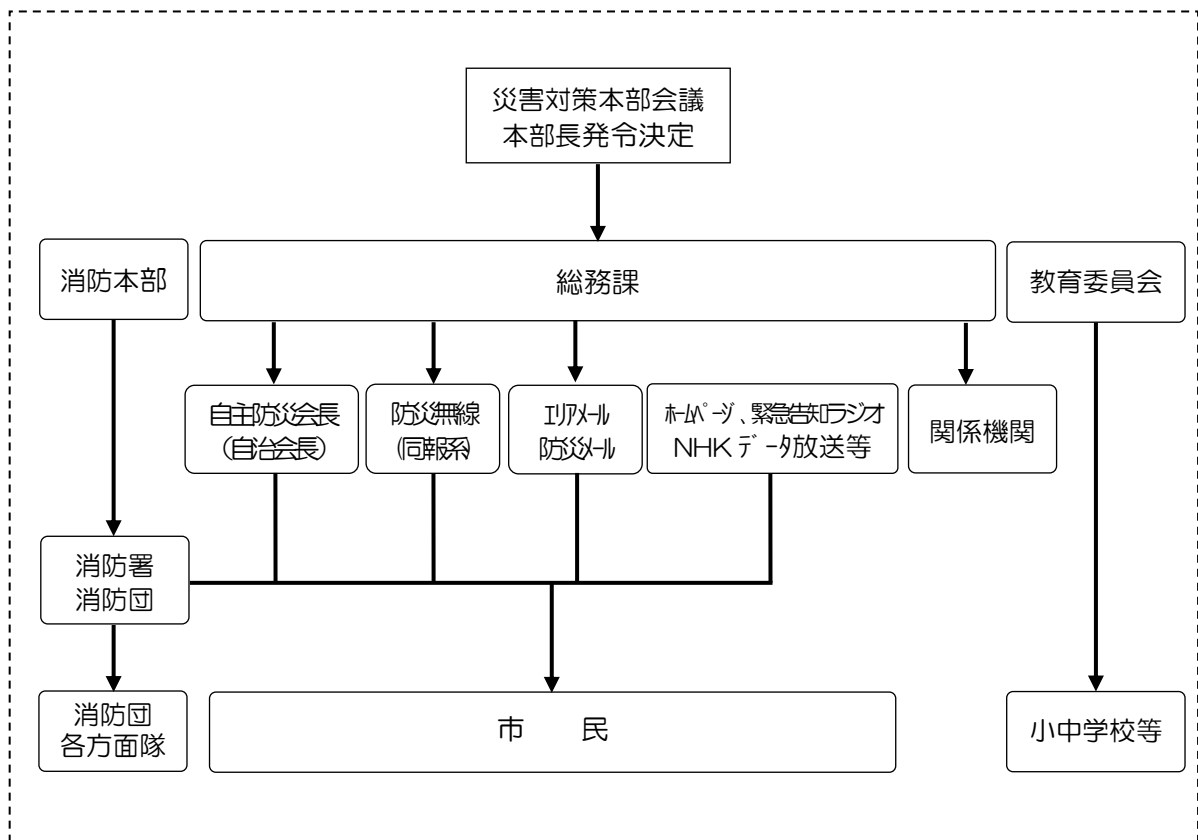 災害対策本部会議
本部長発令決定
消防本部
総務課
教育委員会
自主防災会長
(自治会長)
防災無線
(同報系)
エリアメール
防災メール
ホームページ、緊急告知ラジオ
NHKデータ放送等
関係機関
消防署
消防団
消防団
各方面隊
市　　民
小中学校等